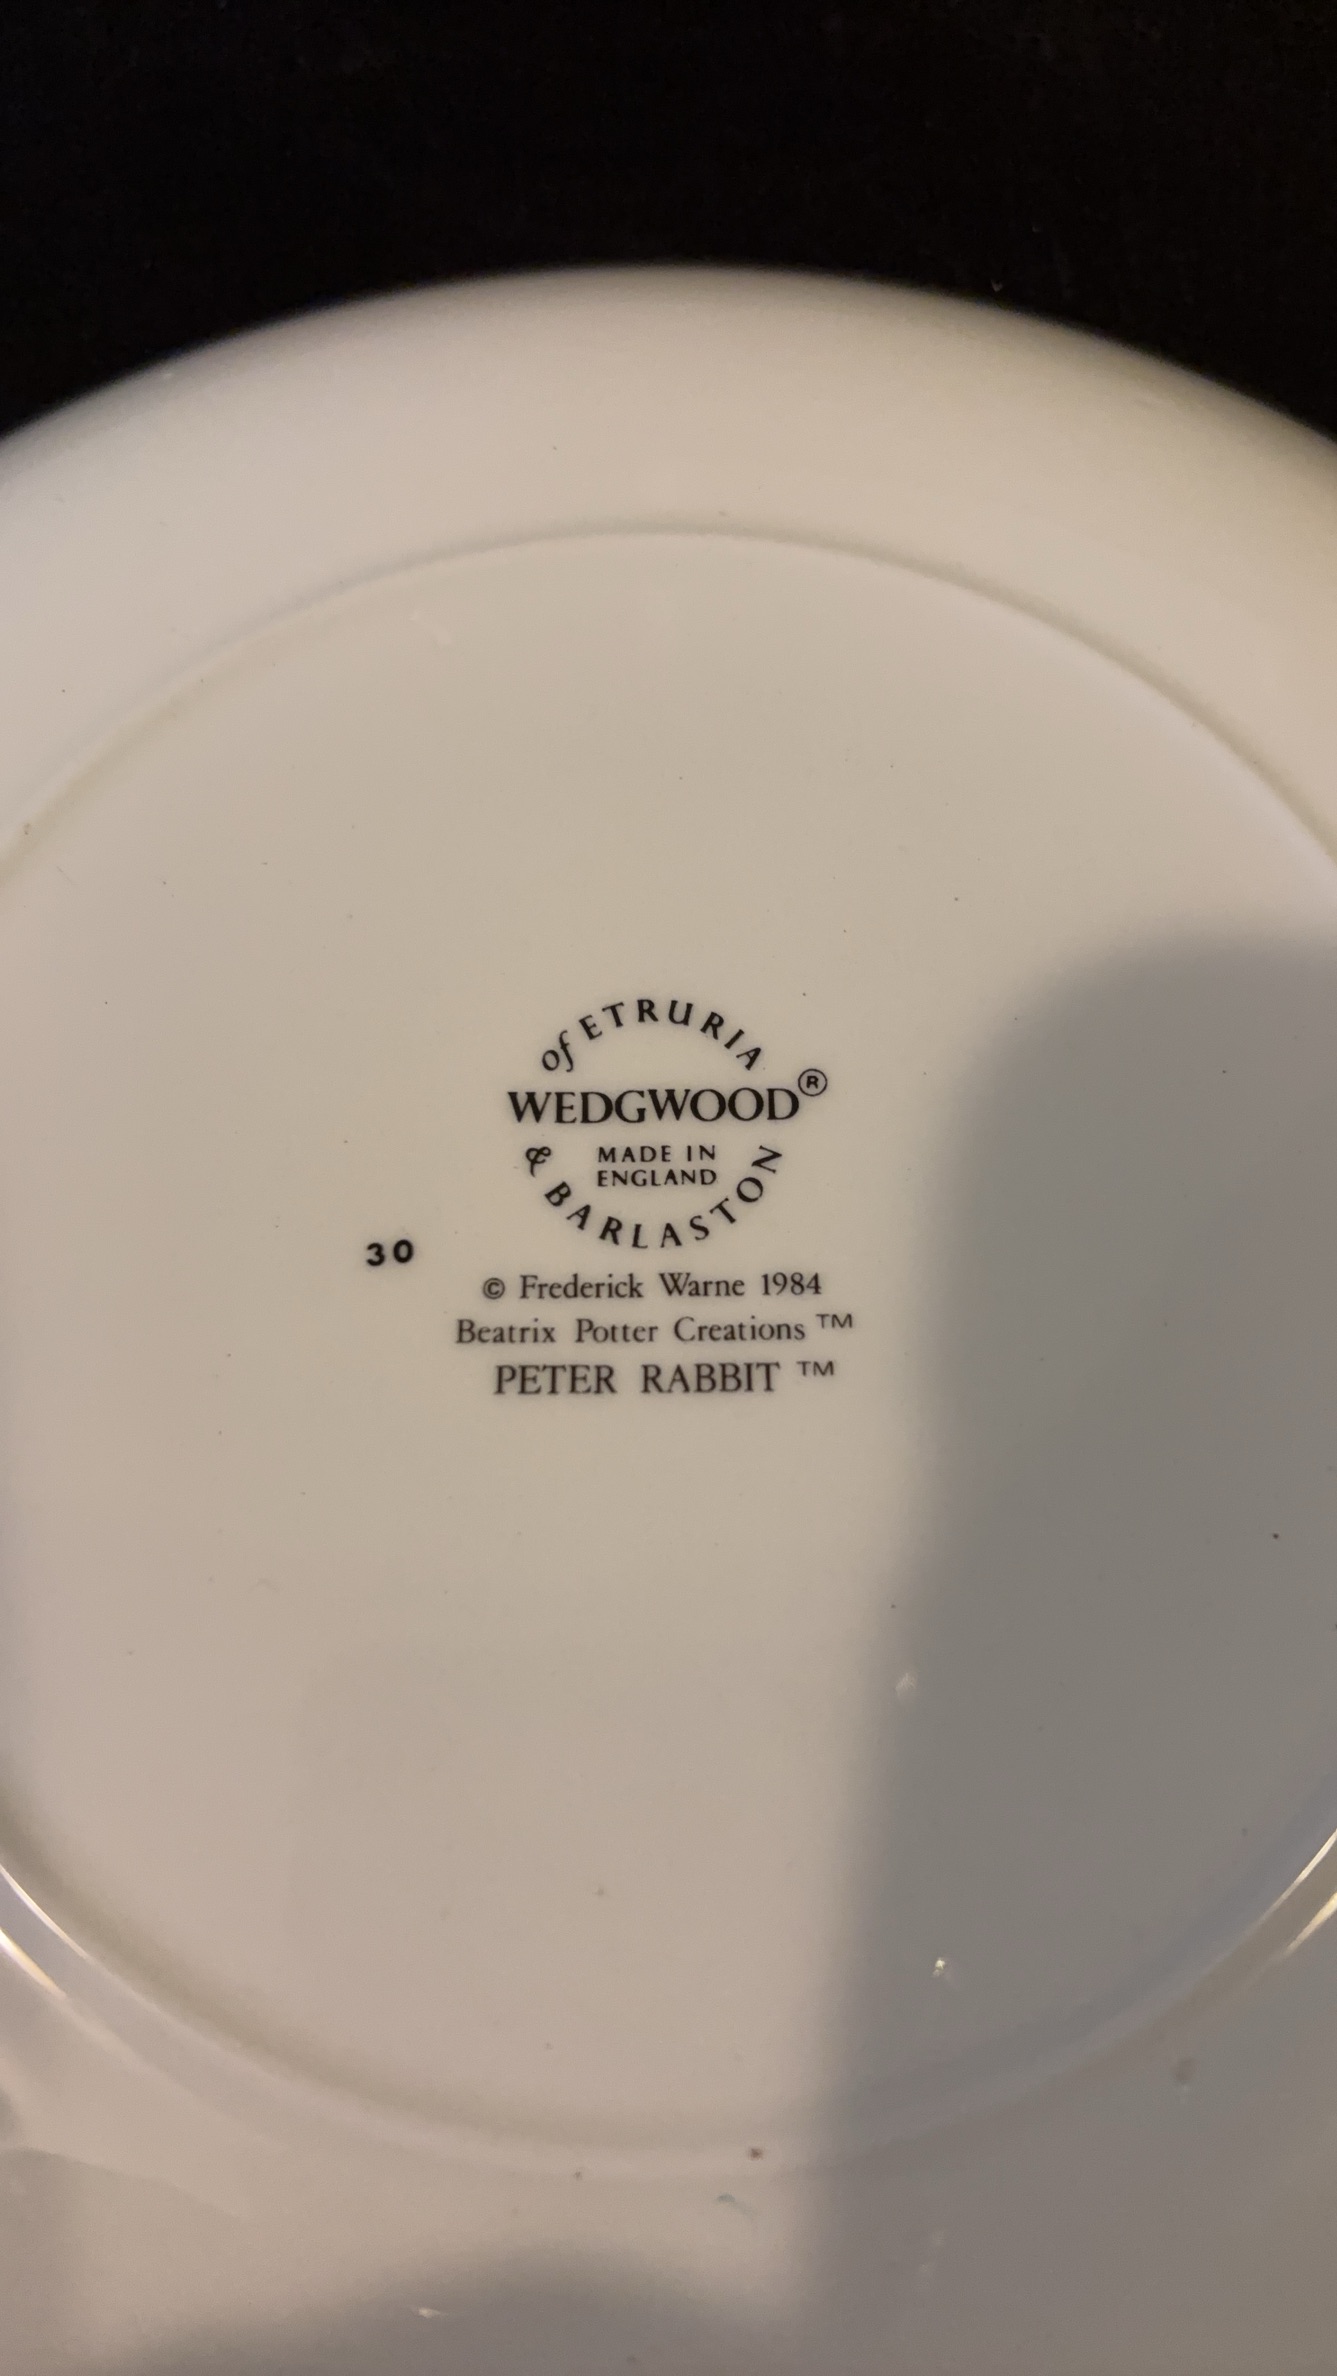 of ETRURIA
WEDGWOOD®
MADE IN
ENGLAND
& BARLASTON
30
© Frederick Warne 1984
Beatrix Potter Creations ™
PETER RABBIT ™